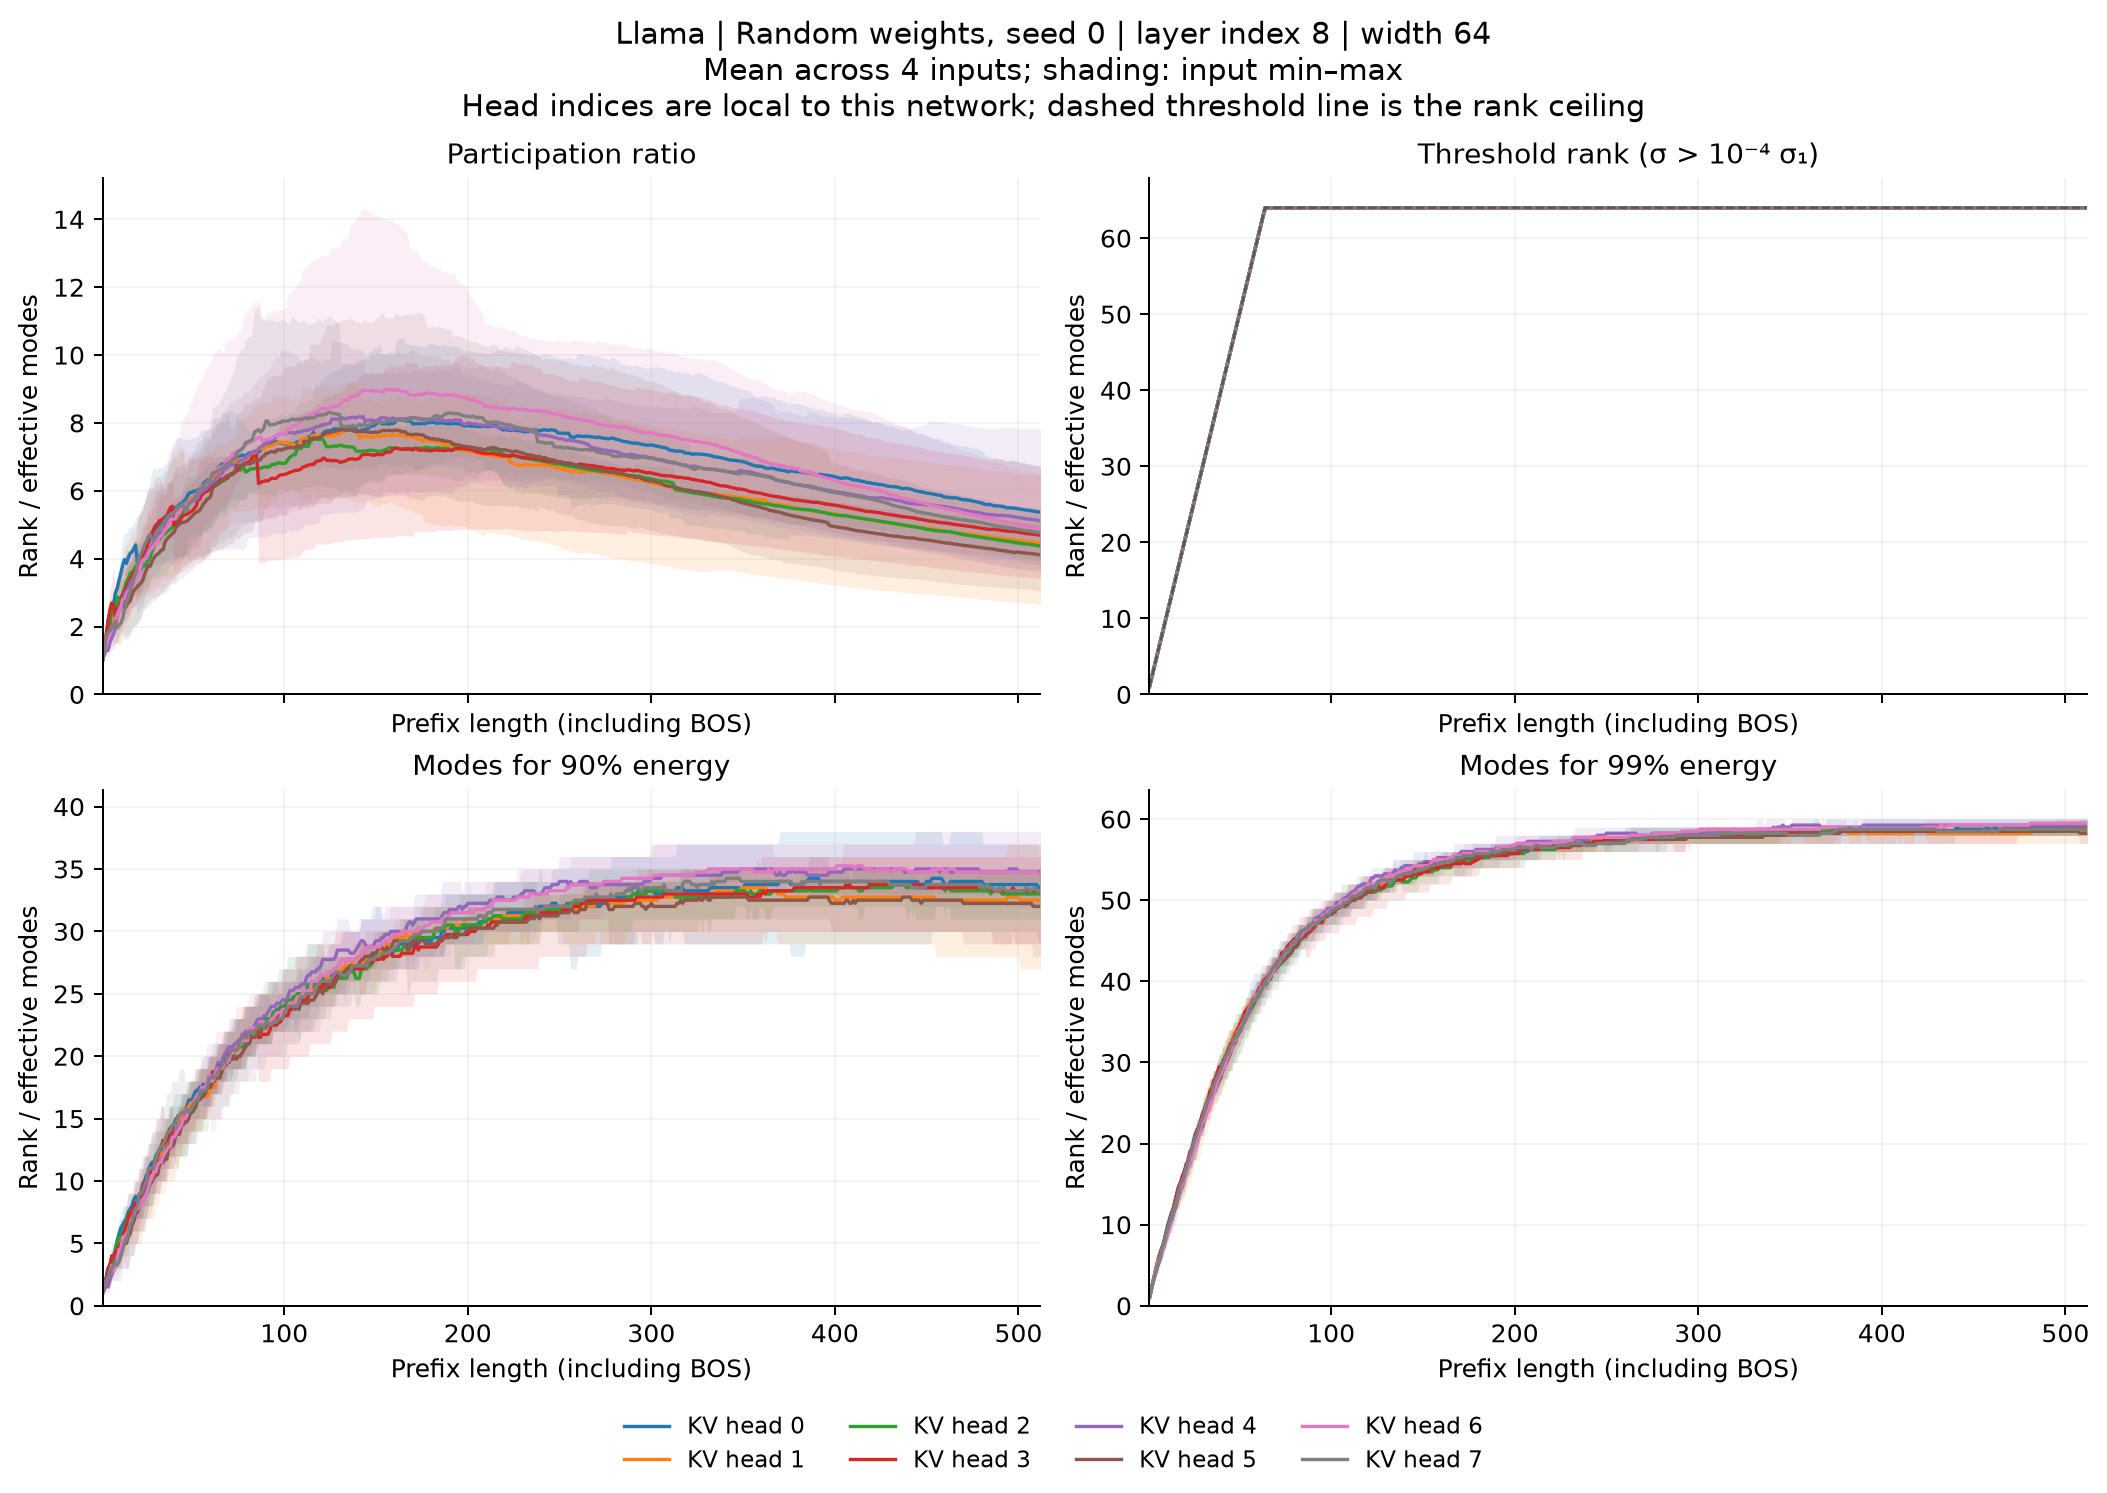 Llama | Random weights, seed 0 | layer index 8 | width 64
Mean across 4 inputs; shading: input min–max
Head indices are local to this network; dashed threshold line is the rank ceiling
Participation ratio
Rank / effective modes
14
12
10
8
6
4
2
0
Prefix length (including BOS)
Threshold rank (σ > 10⁻⁴ σ₁)
Rank / effective modes
60
50
40
30
20
10
0
Prefix length (including BOS)
Modes for 90% energy
Rank / effective modes
40
35
30
25
20
15
10
5
0
100 200 300 400 500
Prefix length (including BOS)
Modes for 99% energy
Rank / effective modes
60
50
40
30
20
10
0
100 200 300 400 500
Prefix length (including BOS)
KV head 0 KV head 2 KV head 4 KV head 6
KV head 1 KV head 3 KV head 5 KV head 7